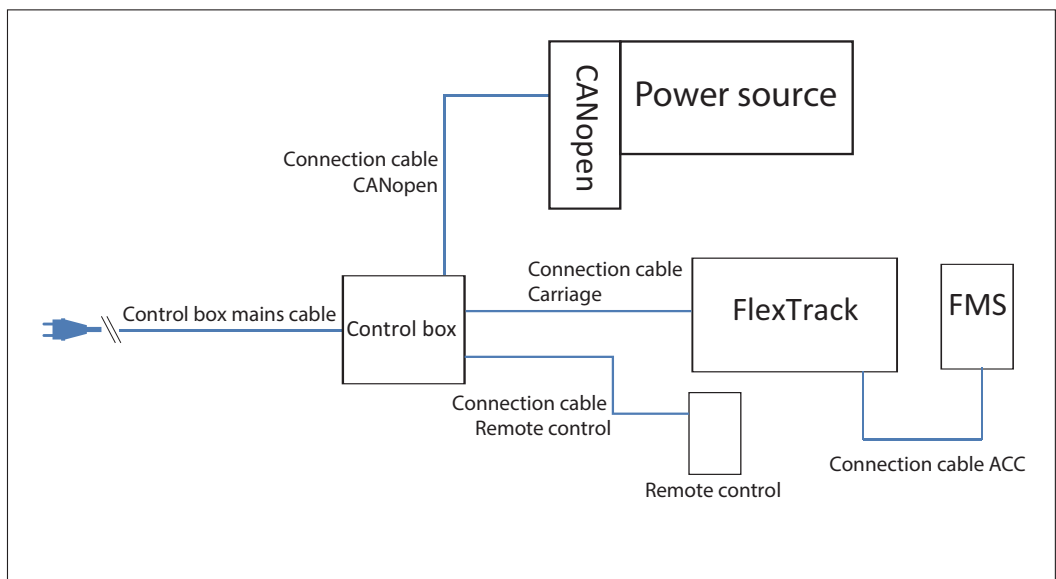 CANopen
Power source
Connection cable
CANopen
Connection cable
Carriage
FlexTrack
FMS
Control box mains cable
Control box
Connection cable
Remote control
Connection cable ACC
Remote control